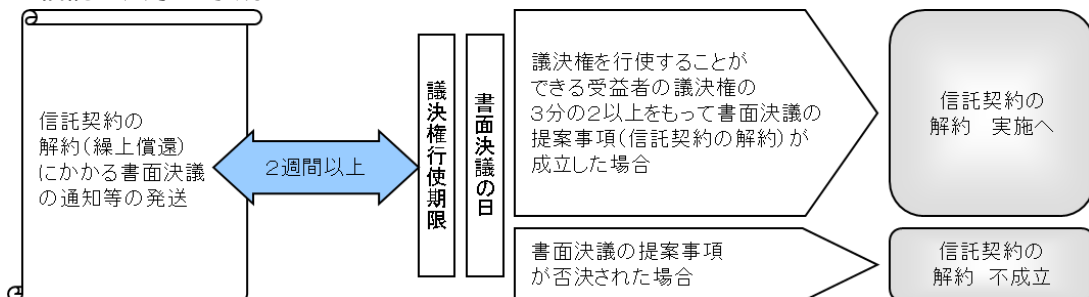 信託契約の
解約(繰上償還)
にかかる書面決議
の通知等の発送
2週間以上
議決権行使期限
書面決議の日
議決権を行使することが
できる受益者の議決権の
3分の2以上をもって書面決議の
提案事項(信託契約の解約)が
成立した場合
信託契約の
解約 実施へ
書面決議の提案事項
が否決された場合
信託契約の
解約 不成立